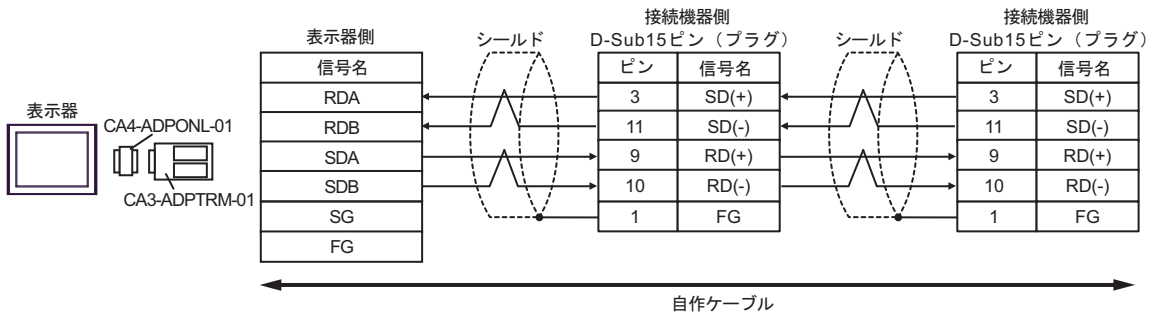 表示器
CA4-ADPONL-01
CA3-ADPTRM-01
表示器側
信号名
RDA
RDB
SDA
SDB
SG
FG
シールド
接続機器側
D-Sub15ピン（プラグ）
ピン 信号名
3 SD(+)
11 SD(-)
9 RD(+)
10 RD(-)
1 FG
シールド
接続機器側
D-Sub15ピン（プラグ）
ピン 信号名
3 SD(+)
11 SD(-)
9 RD(+)
10 RD(-)
1 FG
自作ケーブル